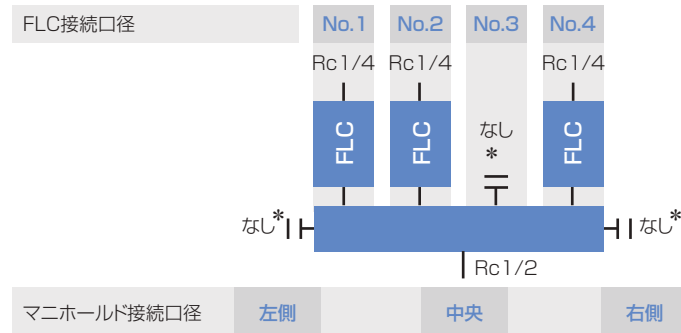 FLC接続口径 No.1 No.2 No.3 No.4
Rc1/4 Rc1/4 Rc1/4
FLC FLC なし* FLC
なし* なし*
Rc1/2
マニホールド接続口径 左側 中央 右側